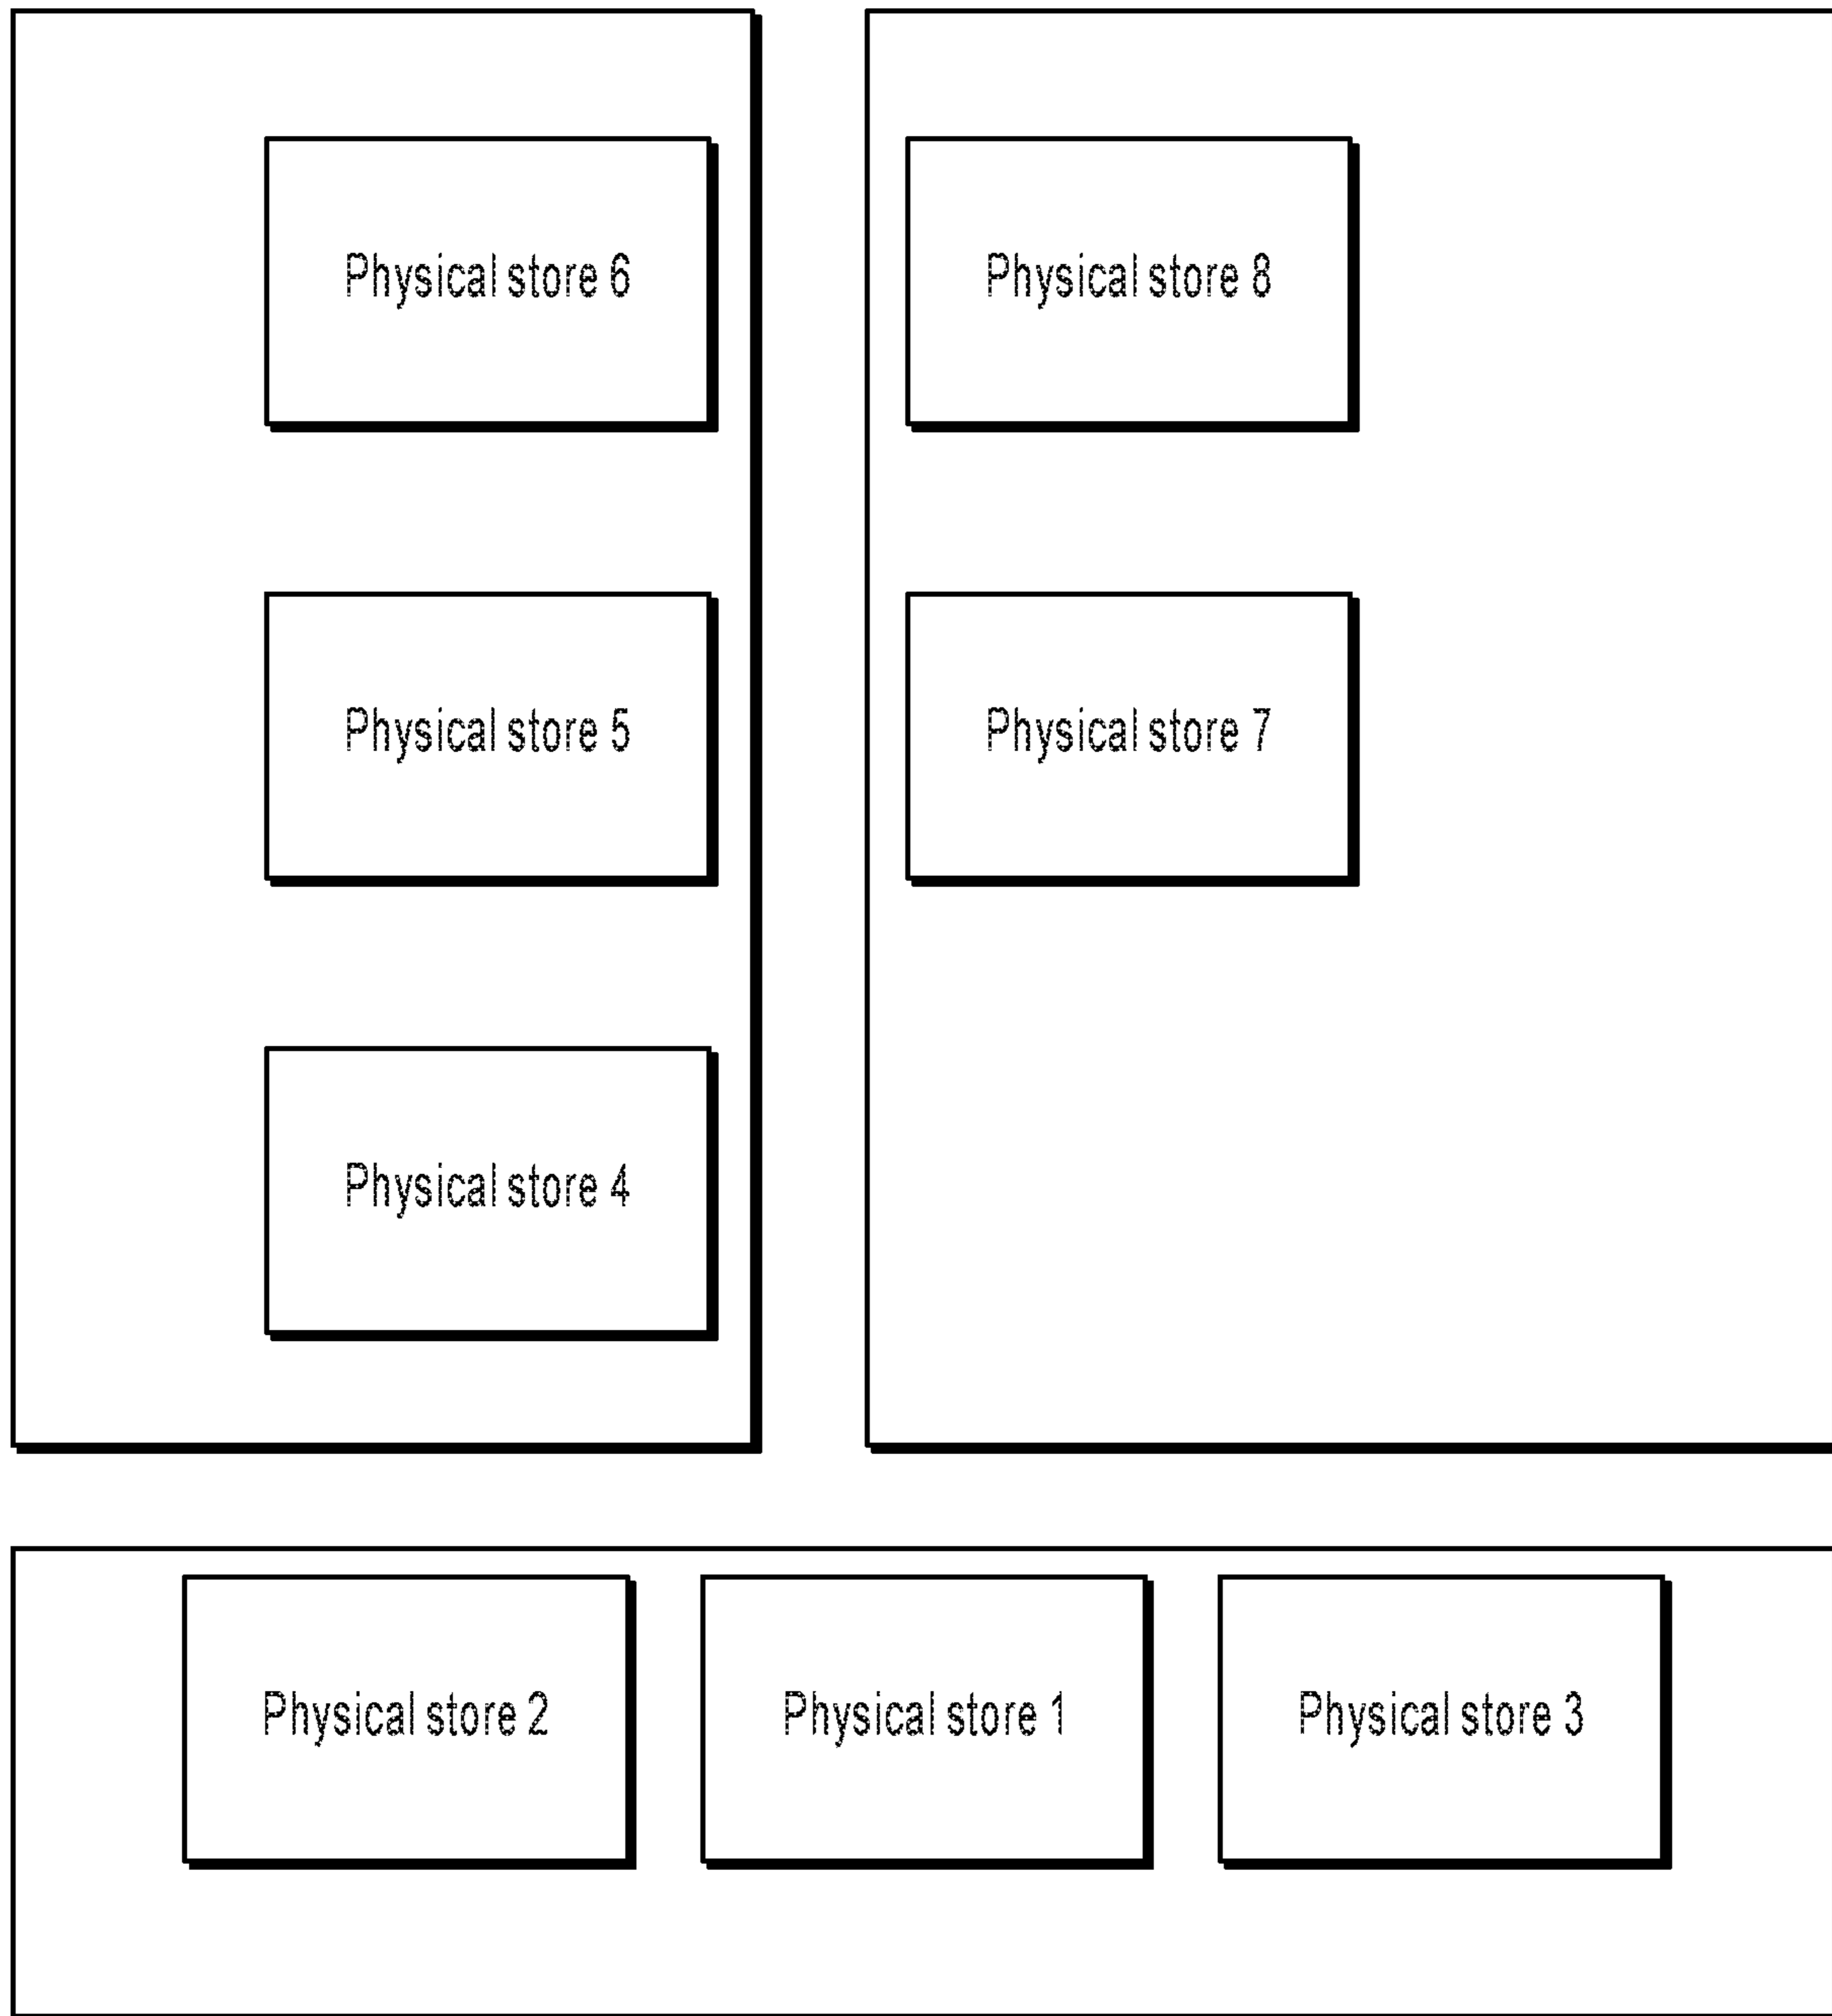 Physical store 6
Physical store 8
Physical store 5
Physical store 7
Physical store 4
Physical store 2
Physical store 1
Physical store 3